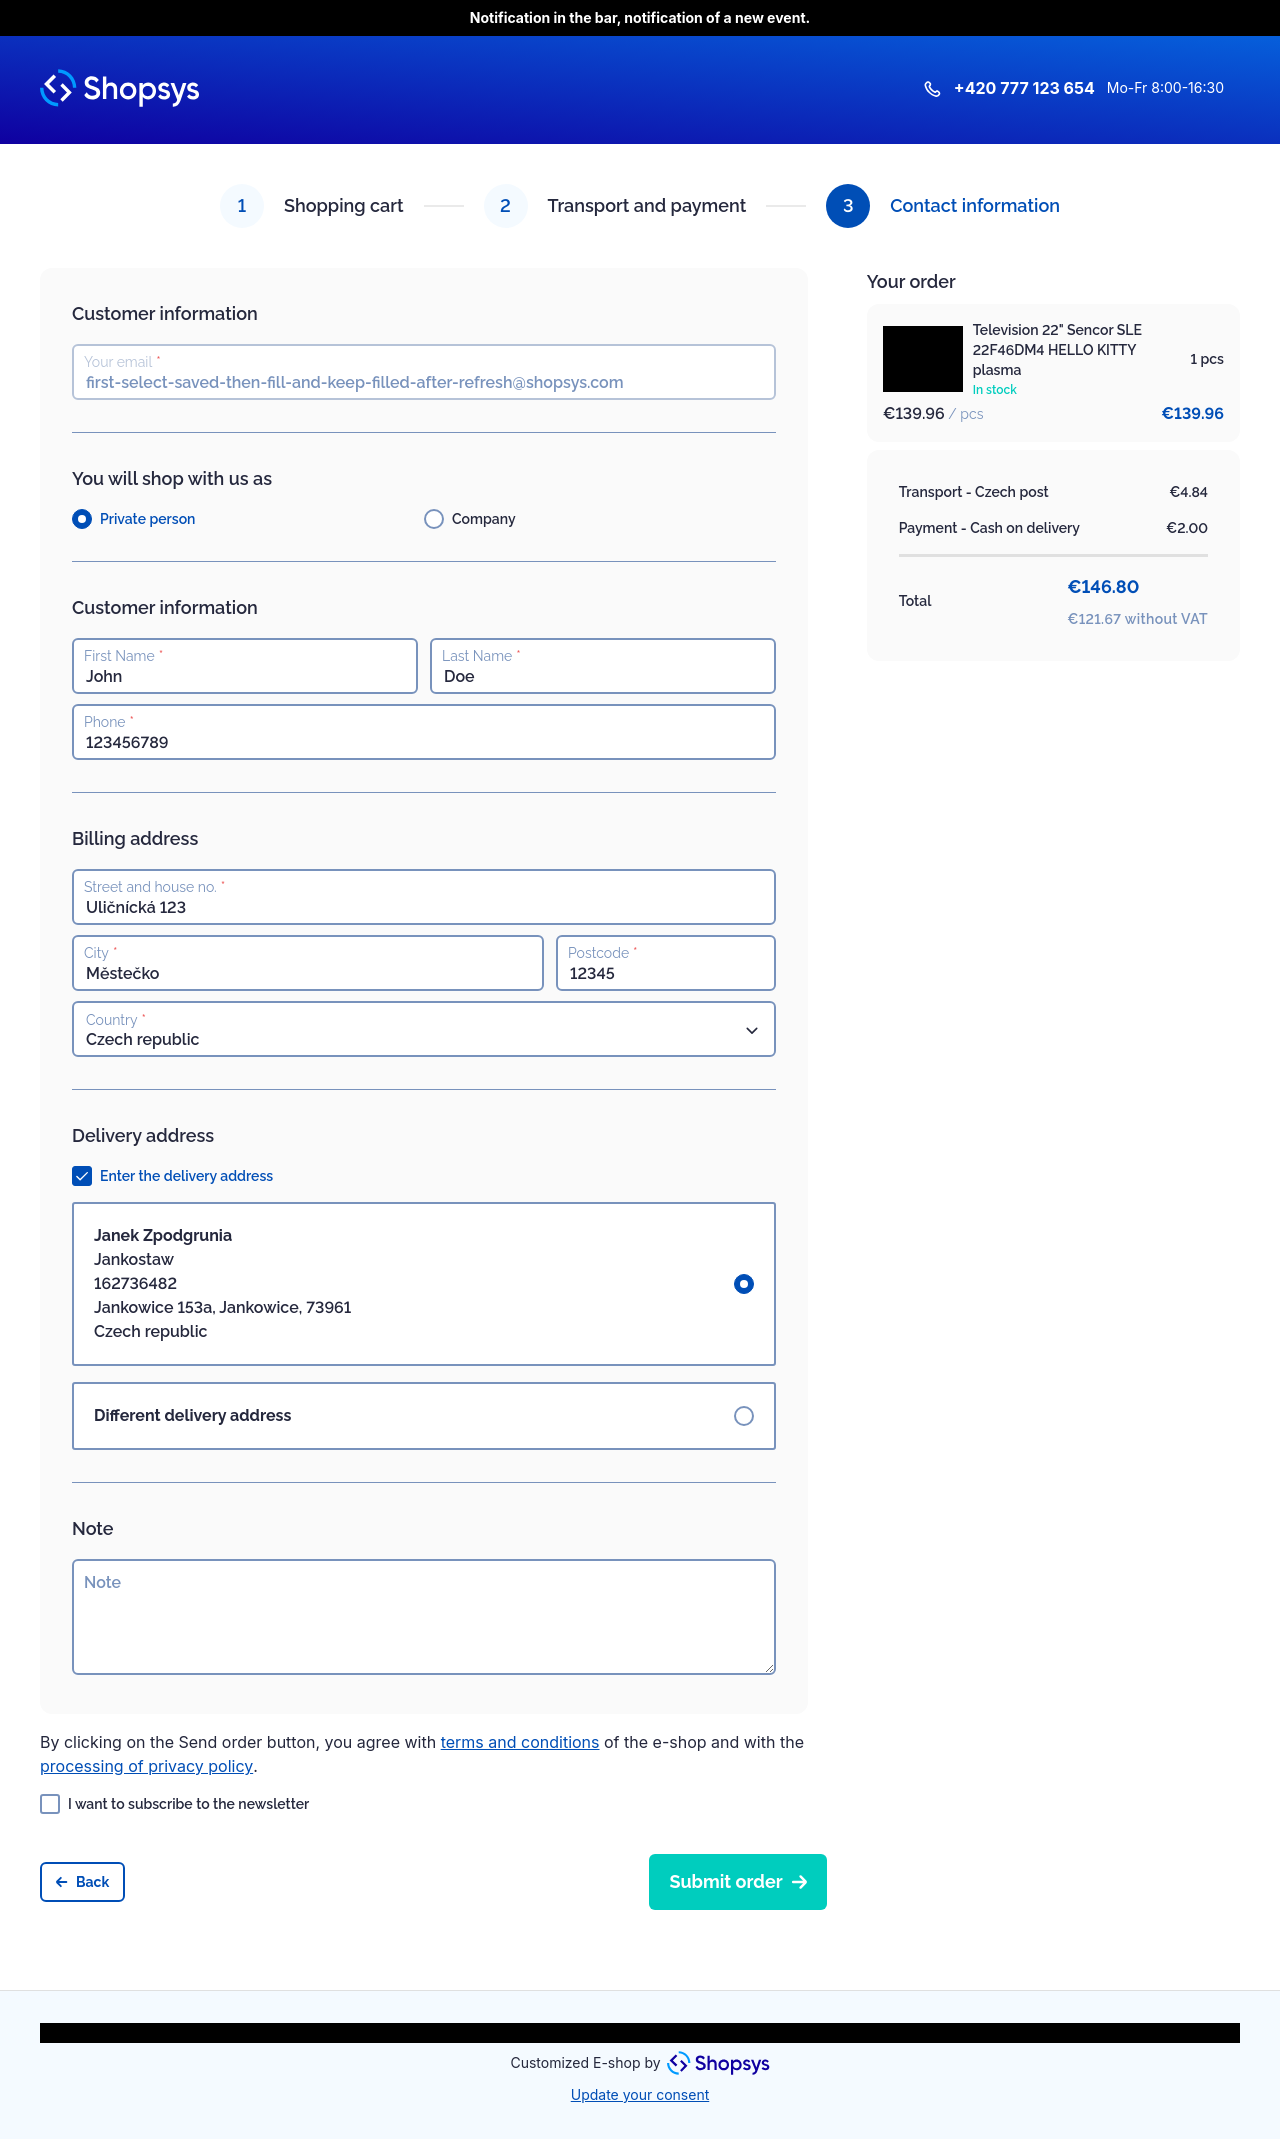 Notification in the bar, notification of a new event.
Shopsys
+420 777 123 654 Mo-Fr 8:00-16:30
1 Shopping cart
2 Transport and payment
3 Contact information
Customer information
Your email *
first-select-saved-then-fill-and-keep-filled-after-refresh@shopsys.com
You will shop with us as
Private person
Company
Customer information
First Name *
John
Last Name *
Doe
Phone *
123456789
Billing address
Street and house no. *
Uličnícká 123
City *
Městečko
Postcode *
12345
Country *
Czech republic
Delivery address
Enter the delivery address
Janek Zpodgrunia
Jankostaw
162736482
Jankowice 153a, Jankowice, 73961
Czech republic
Different delivery address
Note
Note
By clicking on the Send order button, you agree with terms and conditions of the e-shop and with the
processing of privacy policy.
I want to subscribe to the newsletter
Back
Submit order
Your order
Television 22" Sencor SLE
22F46DM4 HELLO KITTY
plasma
In stock
1 pcs
€139.96 / pcs
€139.96
Transport - Czech post €4.84
Payment - Cash on delivery €2.00
Total
€146.80
€121.67 without VAT
Customized E-shop by Shopsys
Update your consent